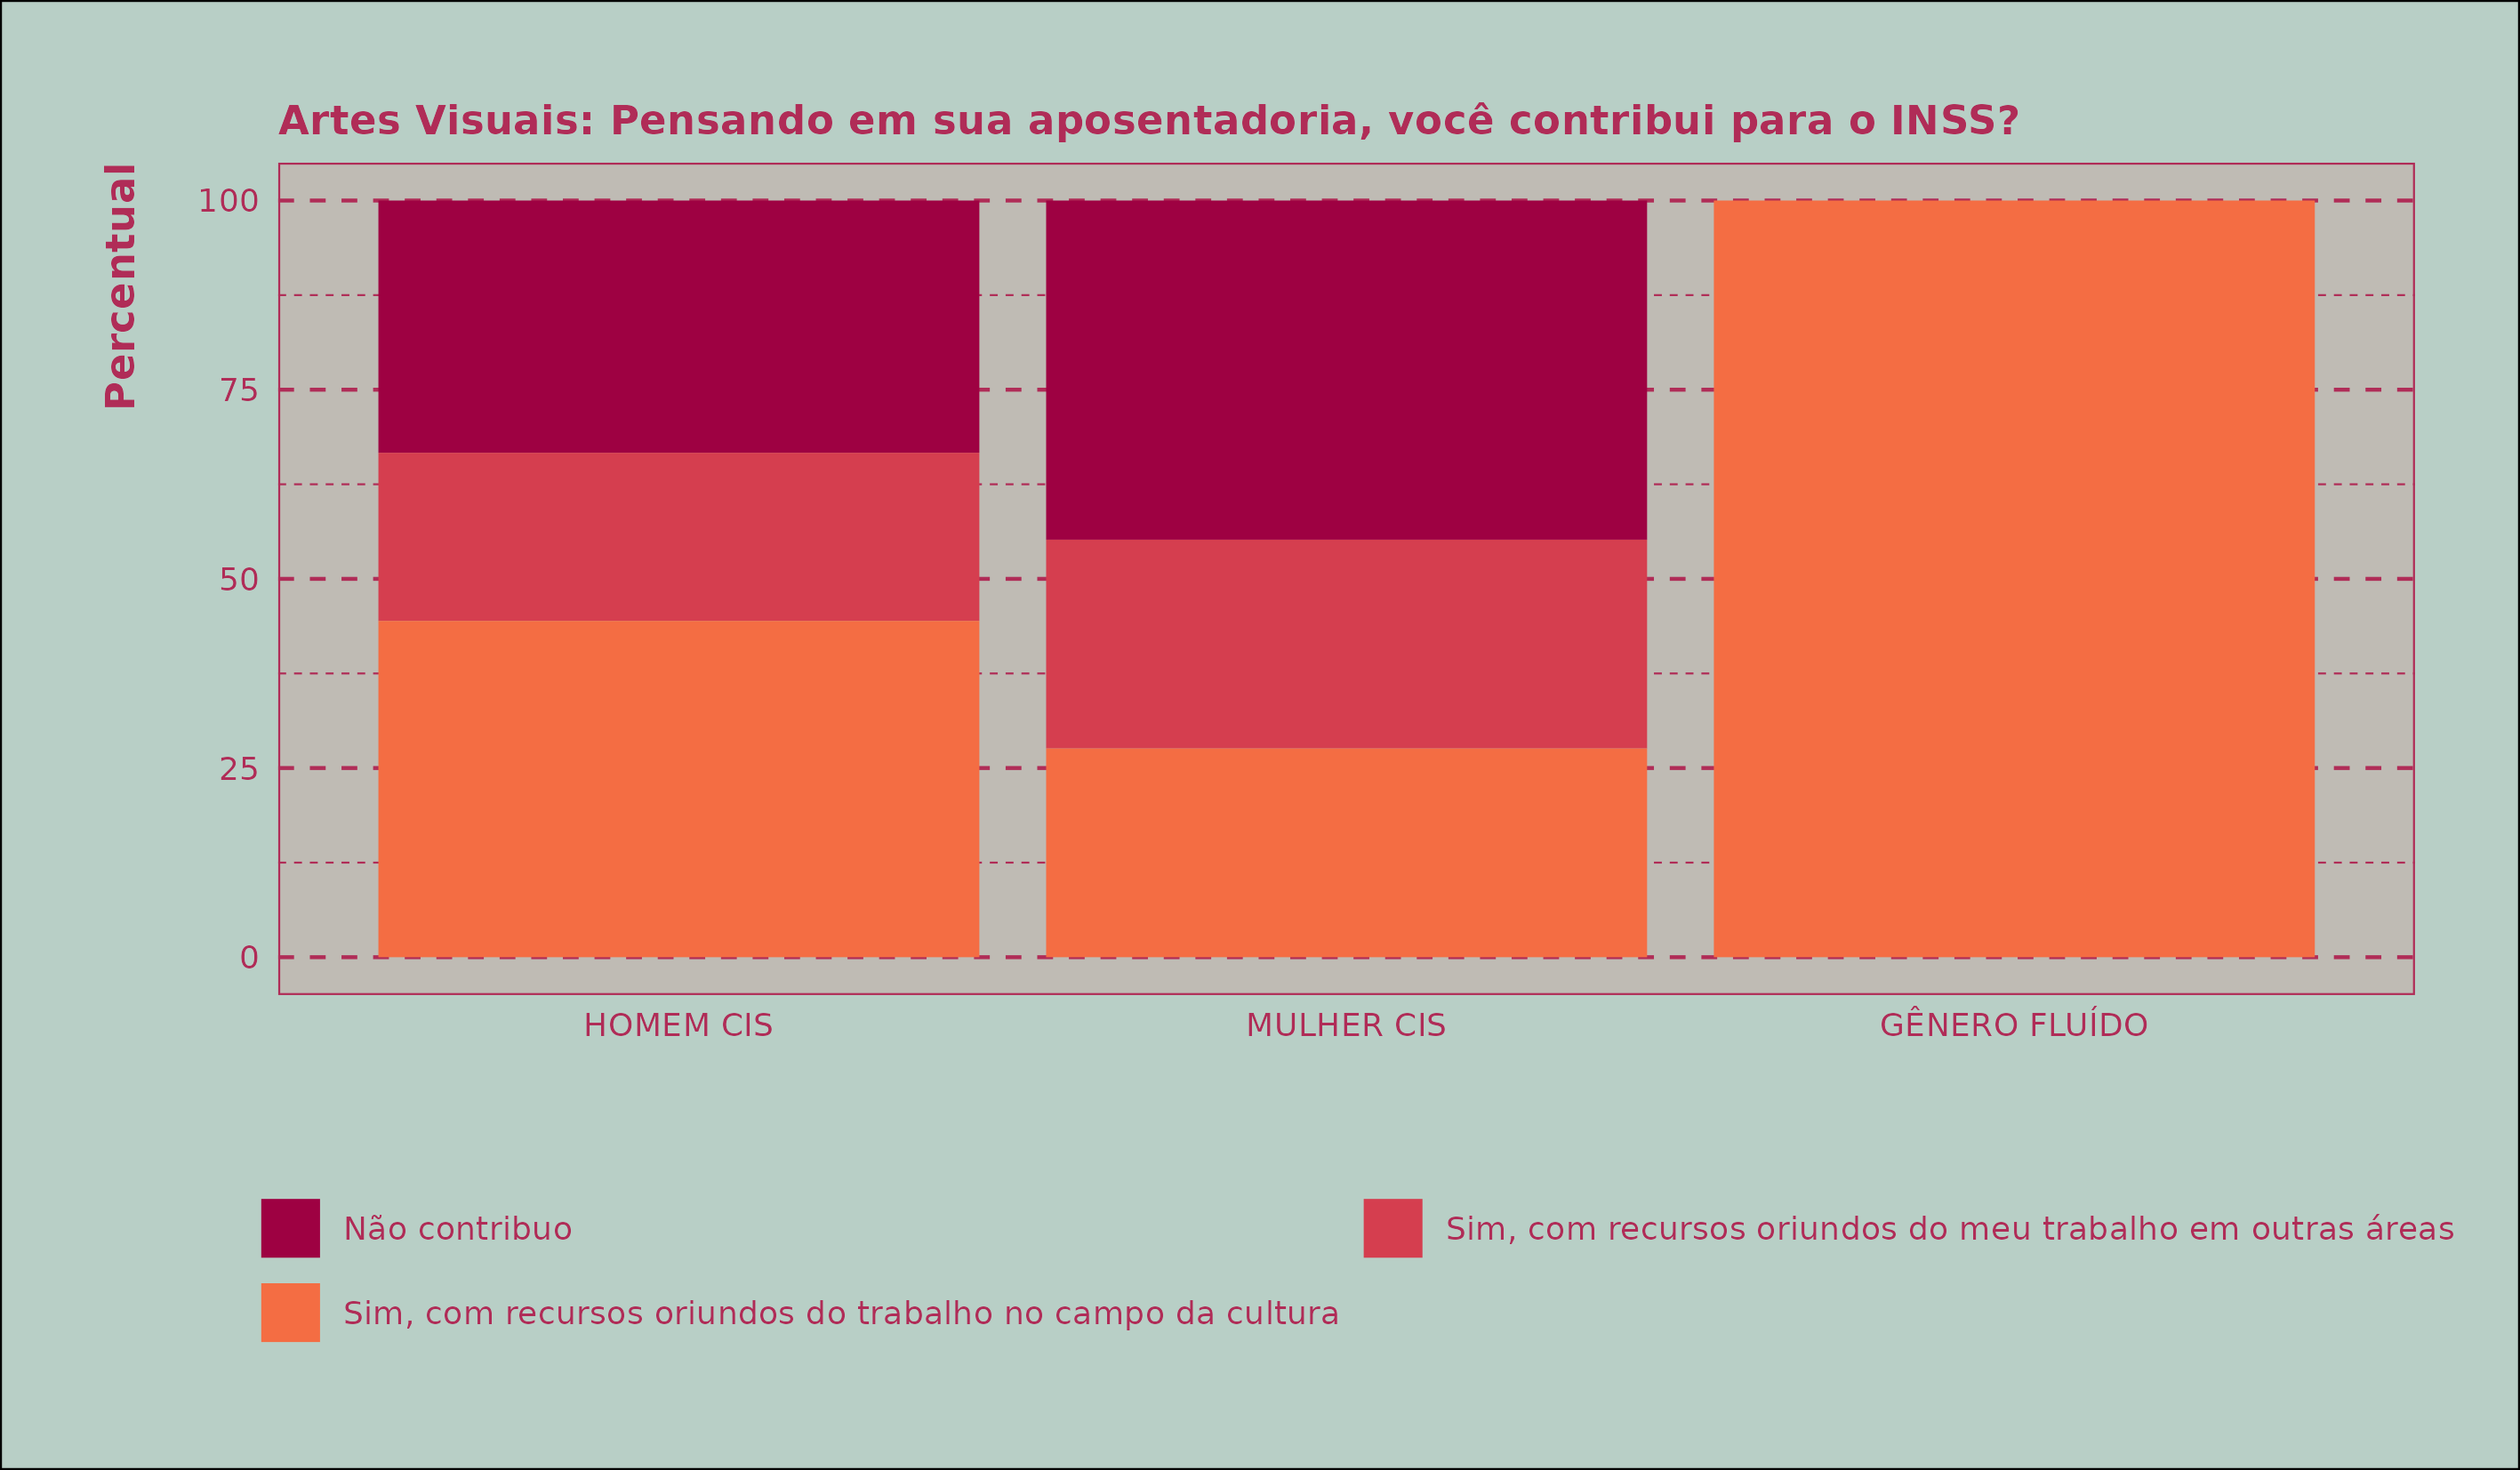 Artes Visuais: Pensando em sua aposentadoria, você contribui para o INSS?
Percentual
100
75
50
25
0
HOMEM CIS
MULHER CIS
GÊNERO FLUÍDO
Não contribuo
Sim, com recursos oriundos do meu trabalho em outras áreas
Sim, com recursos oriundos do trabalho no campo da cultura